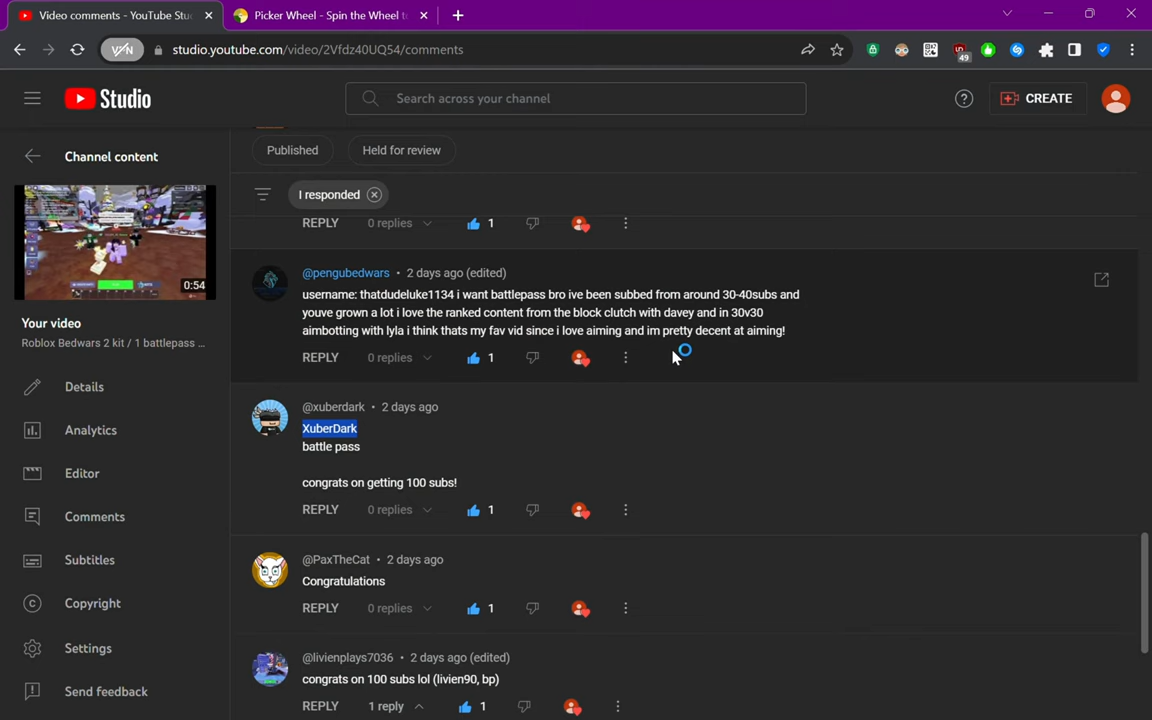 Video comments - YouTube Stu
Picker Wheel - Spin the Wheel to
VPN
studio.youtube.com/video/2Vfdz40UQ54/comments
49
Studio
Search across your channel
CREATE
Channel content
Published
Held for review
I responded
REPLY 0 replies 1
0:54
Your video
Roblox Bedwars 2 kit / 1 battlepass ...
Details
Analytics
Editor
Comments
Subtitles
Copyright
Settings
Send feedback
@pengubedwars • 2 days ago (edited)
username: thatdudeluke1134 i want battlepass bro ive been subbed from around 30-40subs and
youve grown a lot i love the ranked content from the block clutch with davey and in 30v30
aimbotting with lyla i think thats my fav vid since i love aiming and im pretty decent at aiming!
REPLY 0 replies 1
@xuberdark • 2 days ago
XuberDark
battle pass
congrats on getting 100 subs!
REPLY 0 replies 1
@PaxTheCat • 2 days ago
Congratulations
REPLY 0 replies 1
@livienplays7036 • 2 days ago (edited)
congrats on 100 subs lol (livien90, bp)
REPLY 1 reply 1